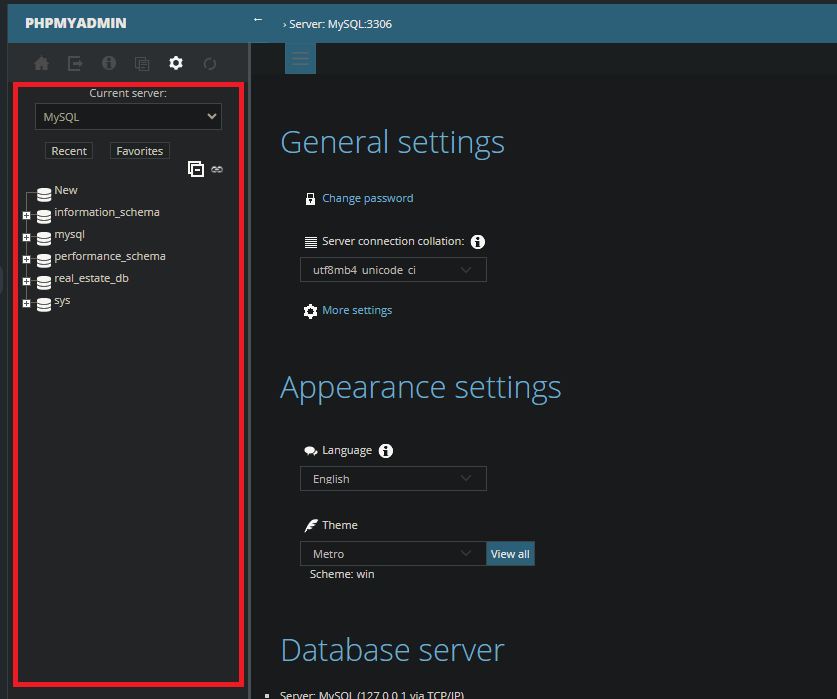 PHPMYADMIN
← › Server: MySQL:3306
Current server:
MySQL
Recent Favorites
New
information_schema
mysql
performance_schema
real_estate_db
sys
General settings
Change password
Server connection collation:
utf8mb4_unicode_ci
More settings
Appearance settings
Language
English
Theme
Metro View all
Scheme: win
Database server
Server: MySQL (127.0.0.1 via TCP/IP)